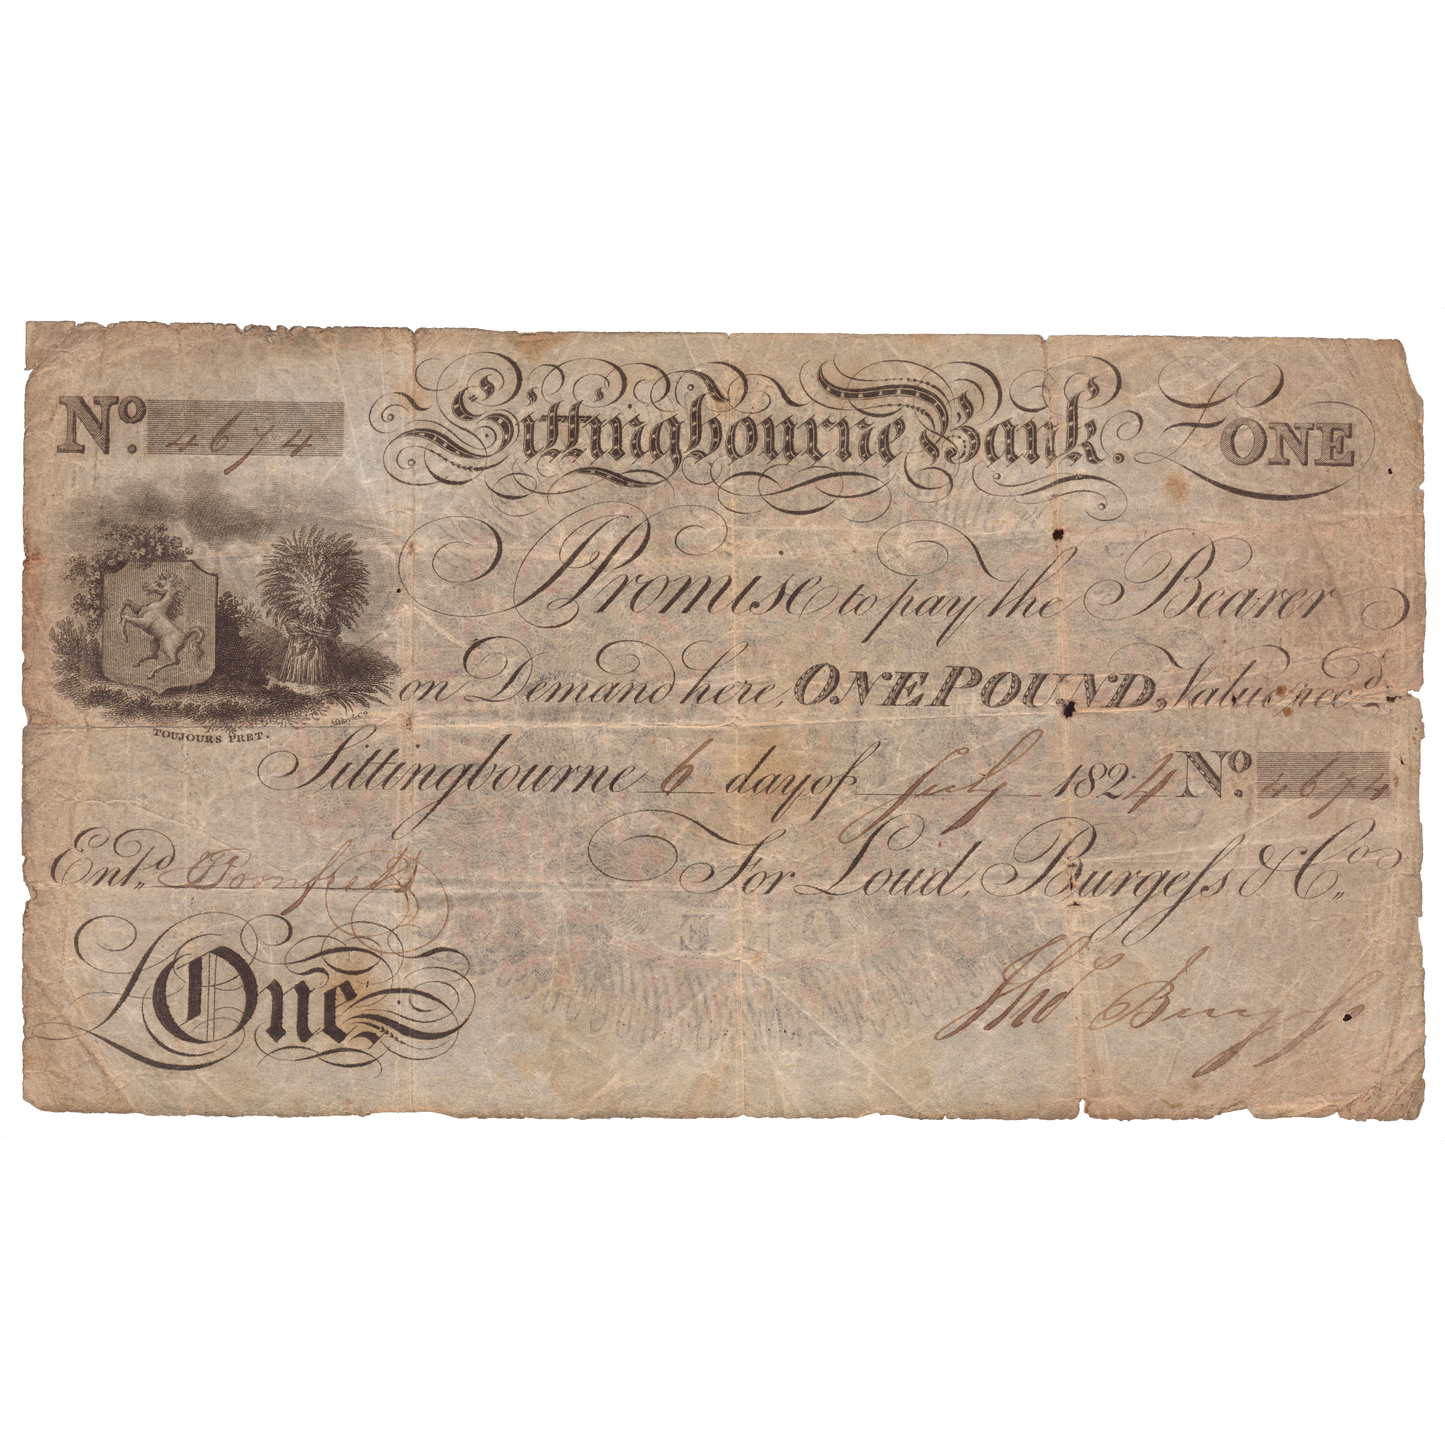 No. 4674 Sittingbourne Bank. £ONE
I Promise to pay the Bearer
on Demand here, ONE POUND, Value recd.
TOUJOURS PRET.
Sittingbourne 6 day of July 1824 No. 4674
Entd.
For Loud, Burgess & Co.
£One
Thos Burgess